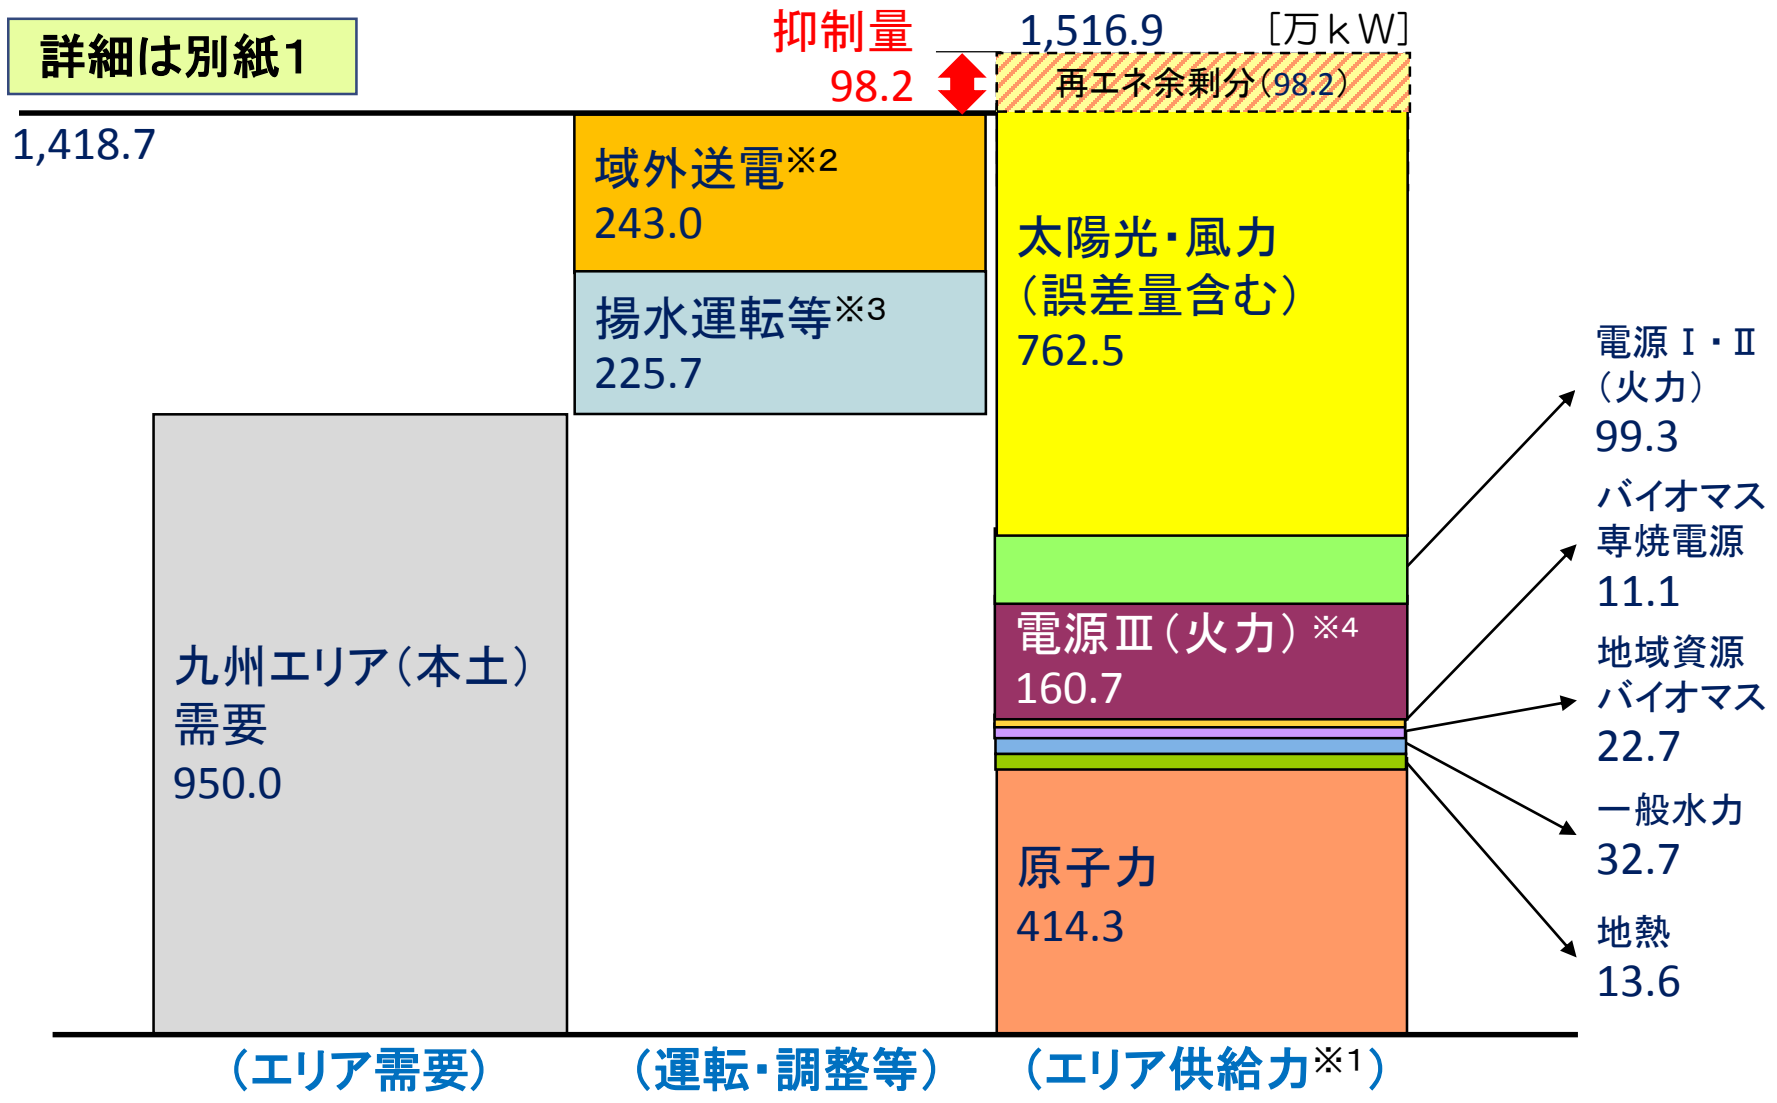 詳細は別紙1
抑制量
98.2
1,516.9
[万kW]
再エネ余剰分(98.2)
1,418.7
域外送電※2
243.0
揚水運転等※3
225.7
太陽光・風力
(誤差量含む)
762.5
電源Ⅰ・Ⅱ
(火力)
99.3
バイオマス
専焼電源
11.1
電源Ⅲ(火力)※4
160.7
地域資源
バイオマス
22.7
九州エリア(本土)
需要
950.0
一般水力
32.7
原子力
414.3
地熱
13.6
(エリア需要)
(運転・調整等)
(エリア供給力※1)